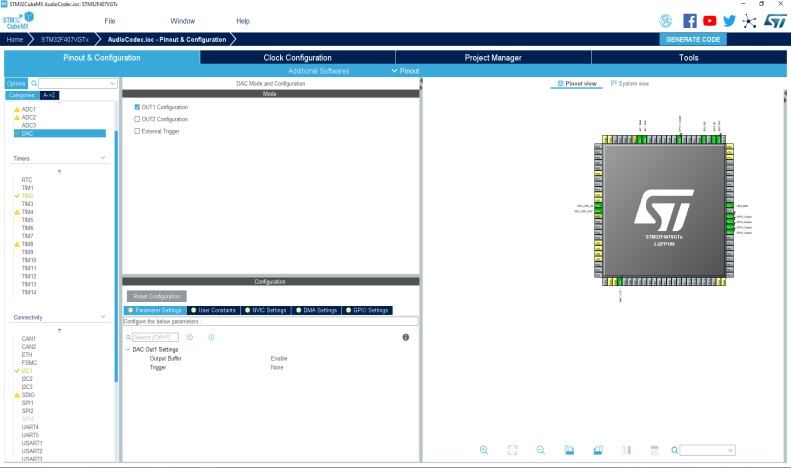 STM32CubeMX AudioCodec.ioc: STM32F407VGTx
STM32
CubeMX
File
Window
Help
Home
STM32F407VGTx
AudioCodec.ioc - Pinout & Configuration
GENERATE CODE
Pinout & Configuration
Clock Configuration
Project Manager
Tools
Additional Softwares
Pinout
Options
Categories
A->Z
ADC1
ADC2
ADC3
DAC
Timers
RTC
TIM1
TIM2
TIM3
TIM4
TIM5
TIM6
TIM7
TIM8
TIM9
TIM10
TIM11
TIM12
TIM13
TIM14
Connectivity
CAN1
CAN2
ETH
FSMC
I2C1
I2C2
I2C3
SDIO
SPI1
SPI2
SPI3
UART4
UART5
USART1
USART2
USART3
DAC Mode and Configuration
Mode
OUT1 Configuration
OUT2 Configuration
External Trigger
Configuration
Reset Configuration
Parameter Settings
User Constants
NVIC Settings
DMA Settings
GPIO Settings
Configure the below parameters :
Search (Ctrl+F)
DAC Out1 Settings
Output Buffer Enable
Trigger None
Pinout view
System view
STM32F407VGTx
LQFP100